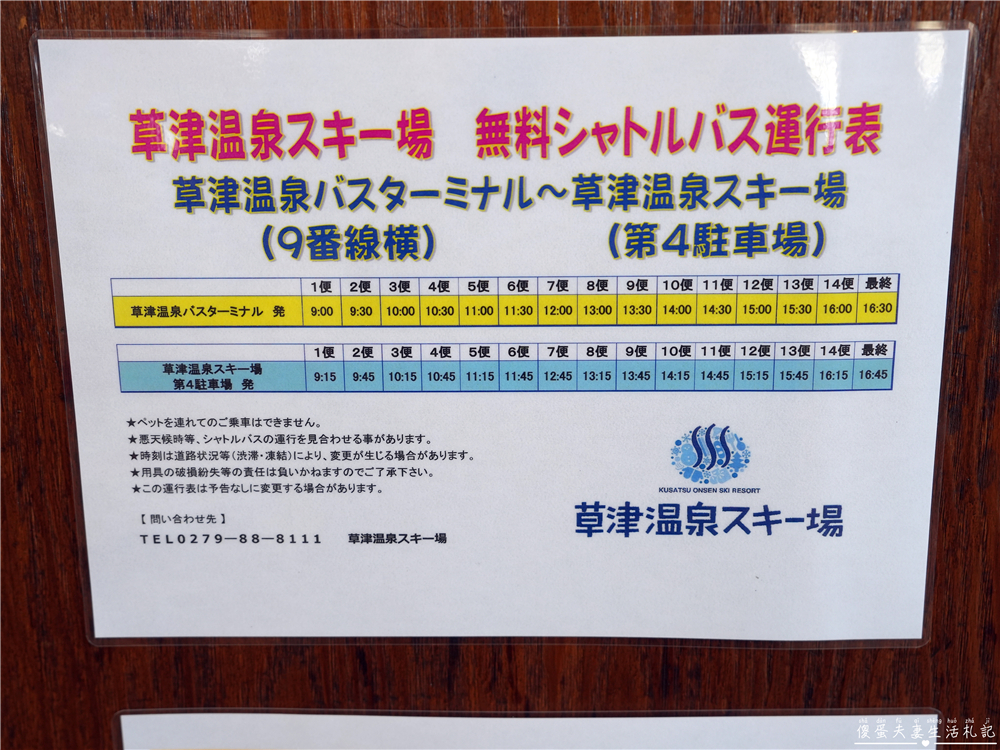 草津温泉スキー場 無料シャトルバス運行表
草津温泉バスターミナル～草津温泉スキー場
（９番線横） （第４駐車場）
1便 2便 3便 4便 5便 6便 7便 8便 9便 10便 11便 12便 13便 14便 最終
草津温泉バスターミナル 発 9:00 9:30 10:00 10:30 11:00 11:30 12:00 13:00 13:30 14:00 14:30 15:00 15:30 16:00 16:30
1便 2便 3便 4便 5便 6便 7便 8便 9便 10便 11便 12便 13便 14便 最終
草津温泉スキー場
第4駐車場 発 9:15 9:45 10:15 10:45 11:15 11:45 12:45 13:15 13:45 14:15 14:45 15:15 15:45 16:15 16:45
★ペットを連れてのご乗車はできません。
★悪天候時等、シャトルバスの運行を見合わせる事があります。
★時刻は道路状況等（渋滞・凍結）により、変更が生じる場合があります。
★用具の破損紛失等の責任は負いかねますのでご了承下さい。
★この運行表は予告なしに変更する場合があります。
【 問い合わせ先 】
ＴＥＬ０２７９－８８－８１１１ 草津温泉スキー場
KUSATSU ONSEN SKI RESORT
草津温泉スキー場
傻蛋夫妻生活札記